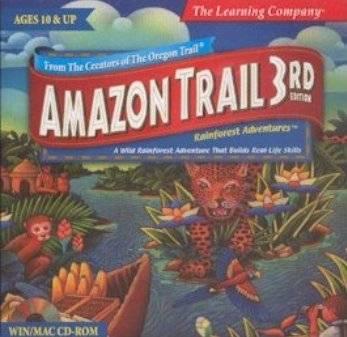 AGES 10 & UP
The Learning Company®
From The Creators of The Oregon Trail®
AMAZON TRAIL 3RD
EDITION
Rainforest Adventures™
A Wild Rainforest Adventure That Builds Real-Life Skills
WIN/MAC CD-ROM